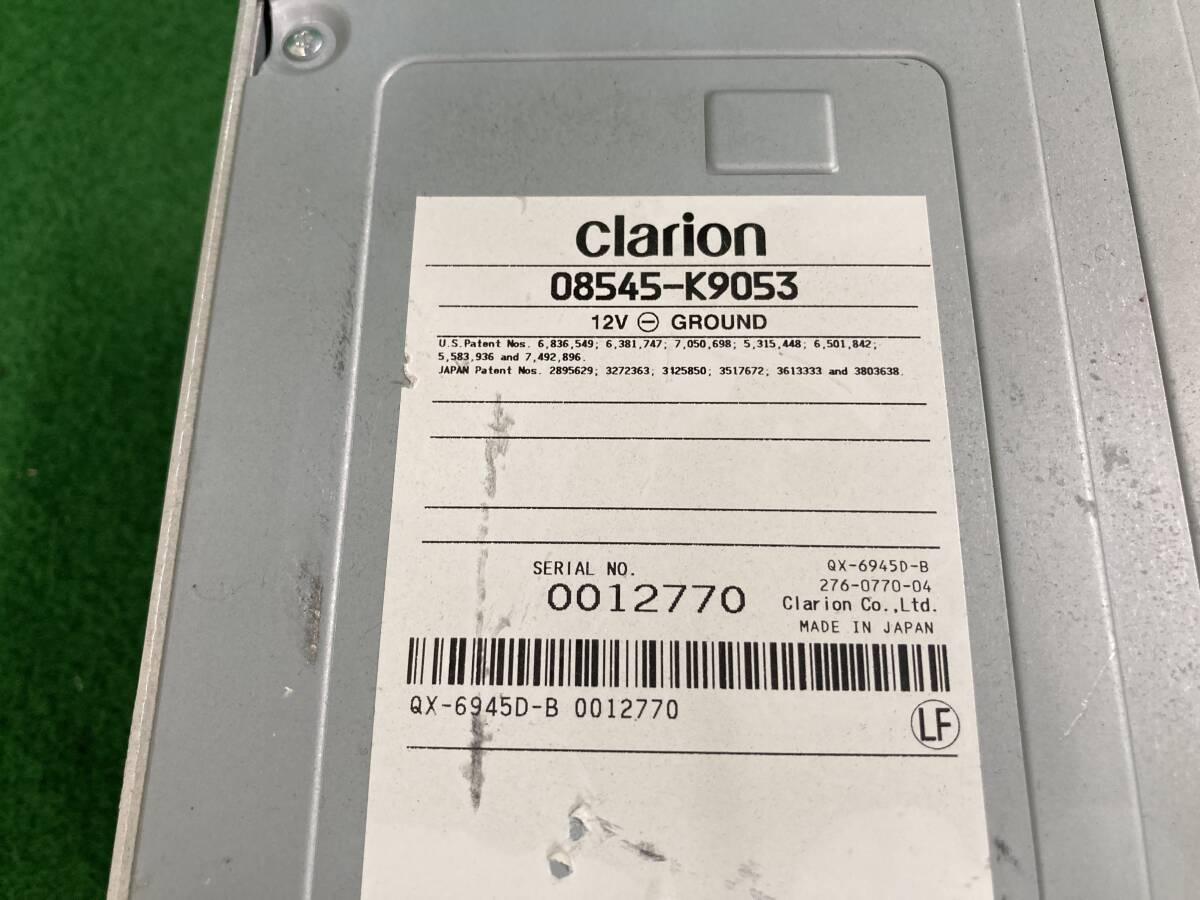 clarion
08545-K9053
12V ⊖ GROUND
U.S.Patent Nos. 6,836,549; 6,381,747; 7,050,698; 5,315,448; 6,501,842;
5,583,936 and 7,492,896.
JAPAN Patent Nos. 2895629; 3272363; 3125850; 3517672; 3613333 and 3803638.
SERIAL NO.
0012770
QX-6945D-B
276-0770-04
Clarion Co.,Ltd.
MADE IN JAPAN
QX-6945D-B 0012770
LF